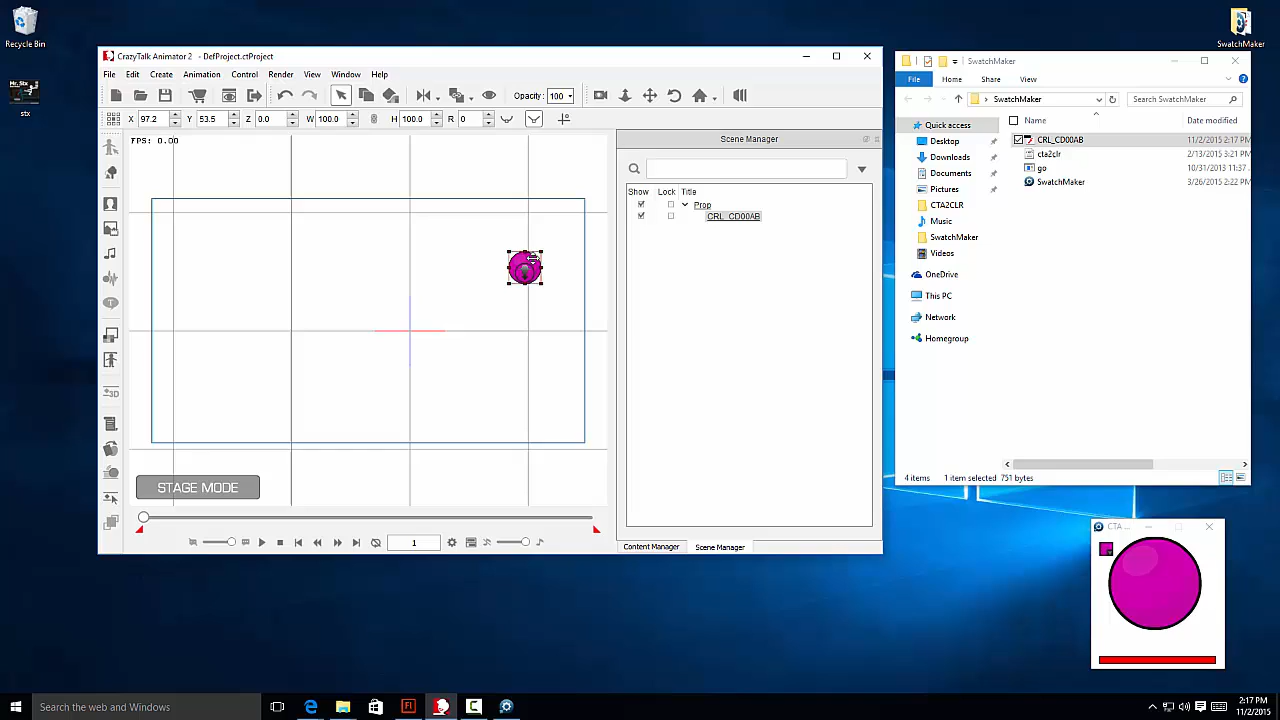 Recycle Bin
stx
SwatchMaker
CrazyTalk Animator 2 - DefProject.ctProject
File Edit Create Animation Control Render View Window Help
Opacity: 100
X 97.2 Y 53.5 Z 0.0 W 100.0 H 100.0 R 0
FPS: 0.00
STAGE MODE
1
Scene Manager
Show Lock Title
Prop
CRL_CD00AB
Content Manager Scene Manager
SwatchMaker
File Home Share View
SwatchMaker
Search SwatchMaker
Name Date modified
Quick access
Desktop
Downloads
Documents
Pictures
CTA2CLR
Music
SwatchMaker
Videos
OneDrive
This PC
Network
Homegroup
CRL_CD00AB 11/2/2015 2:17 PM
cta2clr 2/13/2015 3:21 P
go 10/31/2013 11:37
SwatchMaker 3/26/2015 2:22 P
4 items 1 item selected 751 bytes
CTA ...
Search the web and Windows
2:17 PM
11/2/2015